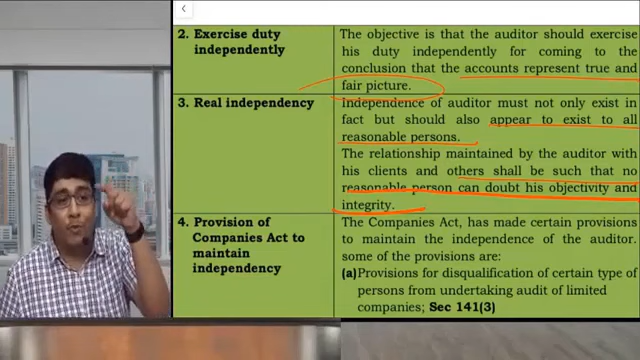 2. Exercise duty
independently
The objective is that the auditor should exercise
his duty independently for coming to the
conclusion that the accounts represent true and
fair picture.
3. Real independency
Independence of auditor must not only exist in
fact but should also appear to exist to all
reasonable persons.
The relationship maintained by the auditor with
his clients and others shall be such that no
reasonable person can doubt his objectivity and
integrity.
4. Provision of
Companies Act to
maintain
independency
The Companies Act, has made certain provisions
to maintain the independence of the auditor.
some of the provisions are:
(a)Provisions for disqualification of certain type of
persons from undertaking audit of limited
companies; Sec 141(3)